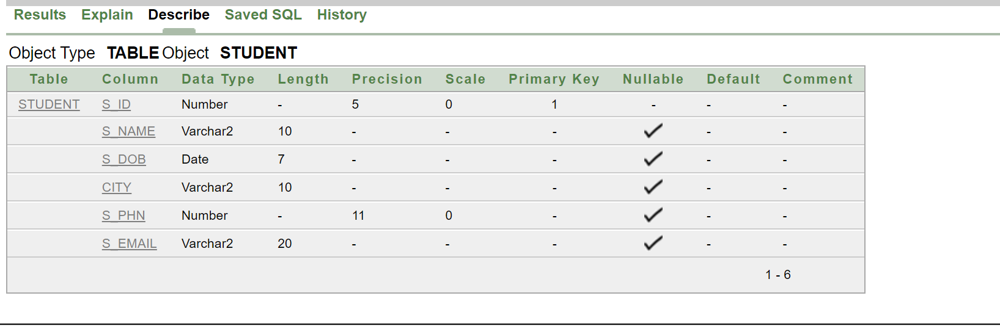 Results Explain Describe Saved SQL History
Object Type TABLE Object STUDENT
Table Column Data Type Length Precision Scale Primary Key Nullable Default Comment
STUDENT S_ID Number - 5 0 1 - - -
S_NAME Varchar2 10 - - - ✓ - -
S_DOB Date 7 - - - ✓ - -
CITY Varchar2 10 - - - ✓ - -
S_PHN Number - 11 0 - ✓ - -
S_EMAIL Varchar2 20 - - - ✓ - -
1 - 6